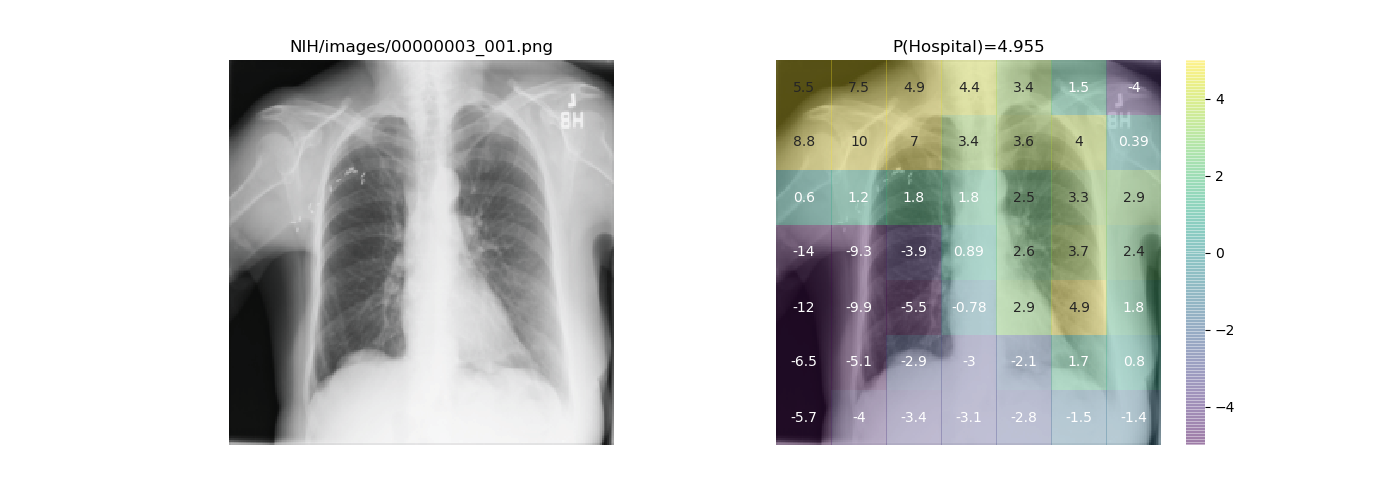 NIH/images/00000003_001.png
P(Hospital)=4.955
5.5 7.5 4.9 4.4 3.4 1.5 -4
8.8 10 7 3.4 3.6 4 0.39
0.6 1.2 1.8 1.8 2.5 3.3 2.9
-14 -9.3 -3.9 0.89 2.6 3.7 2.4
-12 -9.9 -5.5 -0.78 2.9 4.9 1.8
-6.5 -5.1 -2.9 -3 -2.1 1.7 0.8
-5.7 -4 -3.4 -3.1 -2.8 -1.5 -1.4
4
2
0
−2
−4